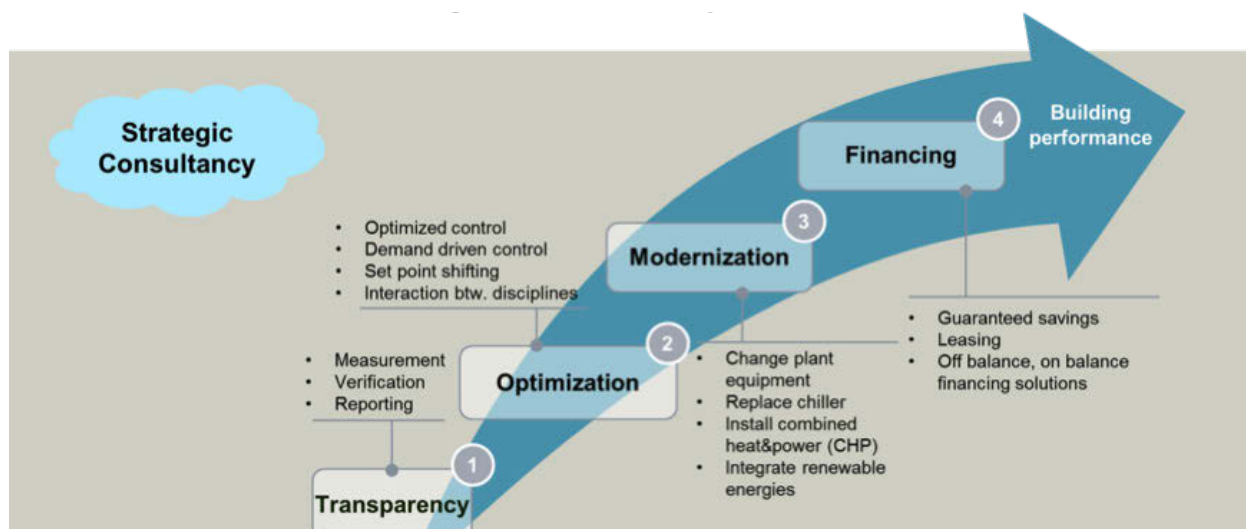 Strategic
Consultancy
Building
performance
4
Financing
3
Modernization
• Optimized control
• Demand driven control
• Set point shifting
• Interaction btw. disciplines
• Guaranteed savings
• Leasing
• Off balance, on balance
financing solutions
2
Optimization
• Measurement
• Verification
• Reporting
• Change plant
equipment
• Replace chiller
• Install combined
heat&power (CHP)
• Integrate renewable
energies
1
Transparency